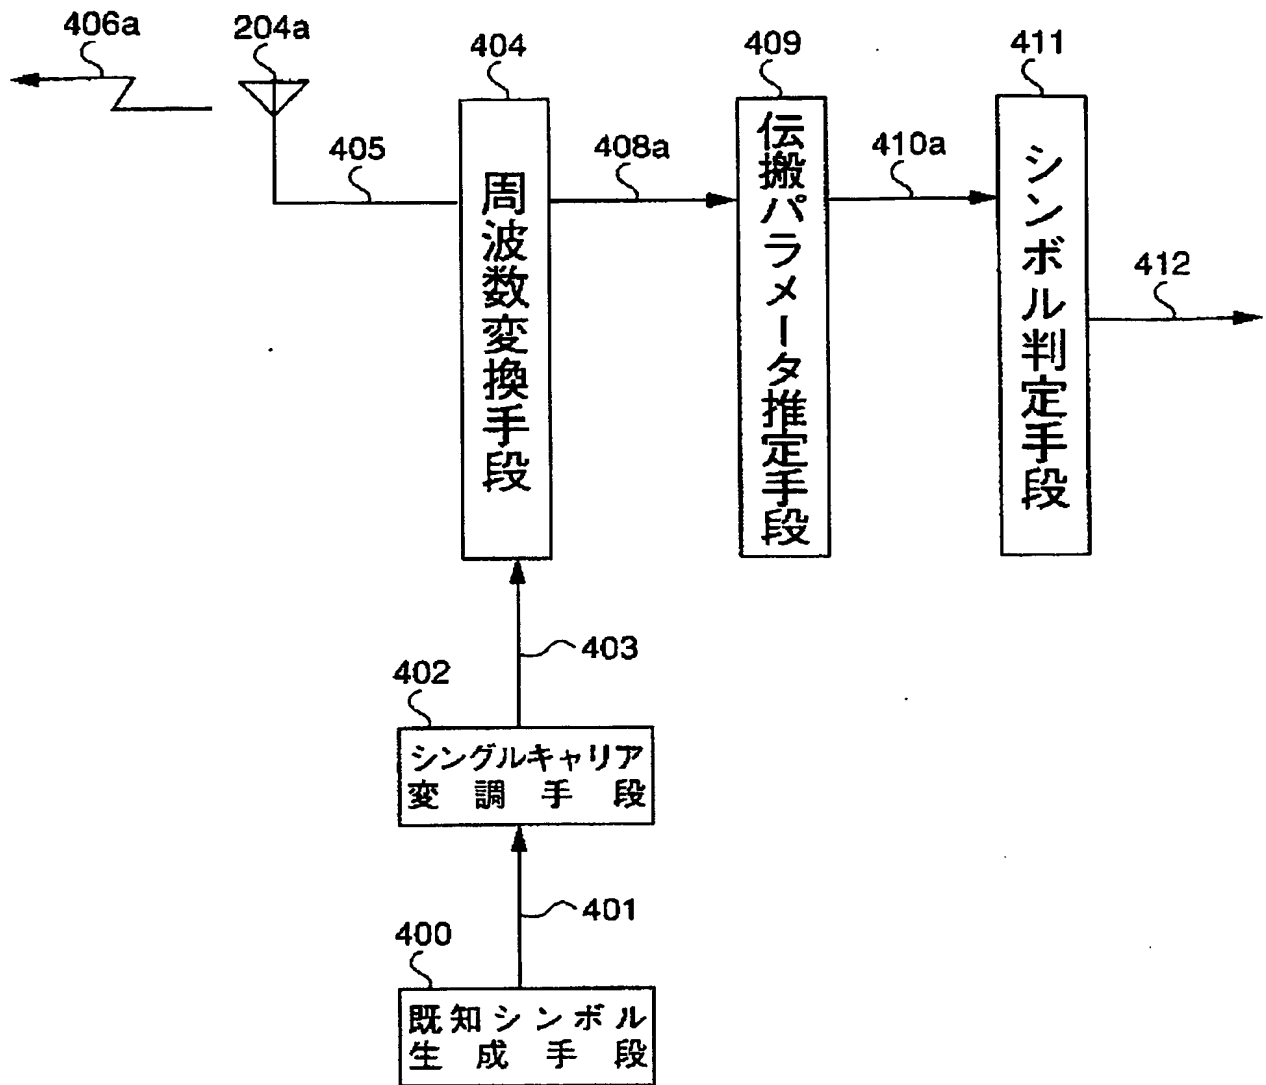 406a
204a
404
409
411
405
408a
410a
412
周波数変換手段
伝搬パラメータ推定手段
シンボル判定手段
403
402
シングルキャリア
変調手段
401
400
既知シンボル
生成手段